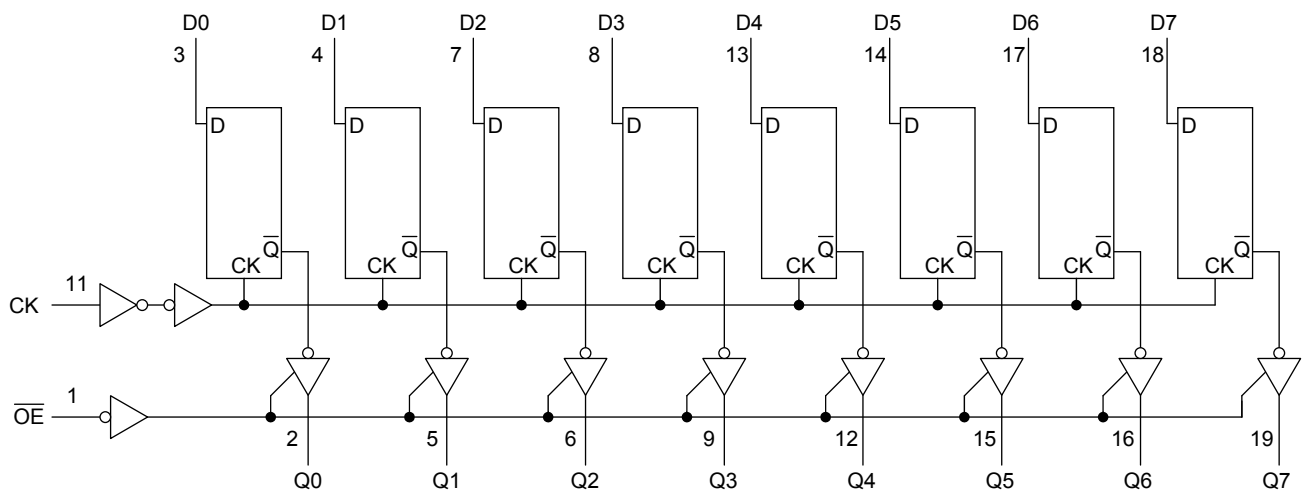 D0 D1 D2 D3 D4 D5 D6 D7
3 4 7 8 13 14 17 18
D D D D D D D D
Q̅ Q̅ Q̅ Q̅ Q̅ Q̅ Q̅ Q̅
CK CK CK CK CK CK CK CK
11
CK
1
O̅E̅
2 5 6 9 12 15 16 19
Q0 Q1 Q2 Q3 Q4 Q5 Q6 Q7